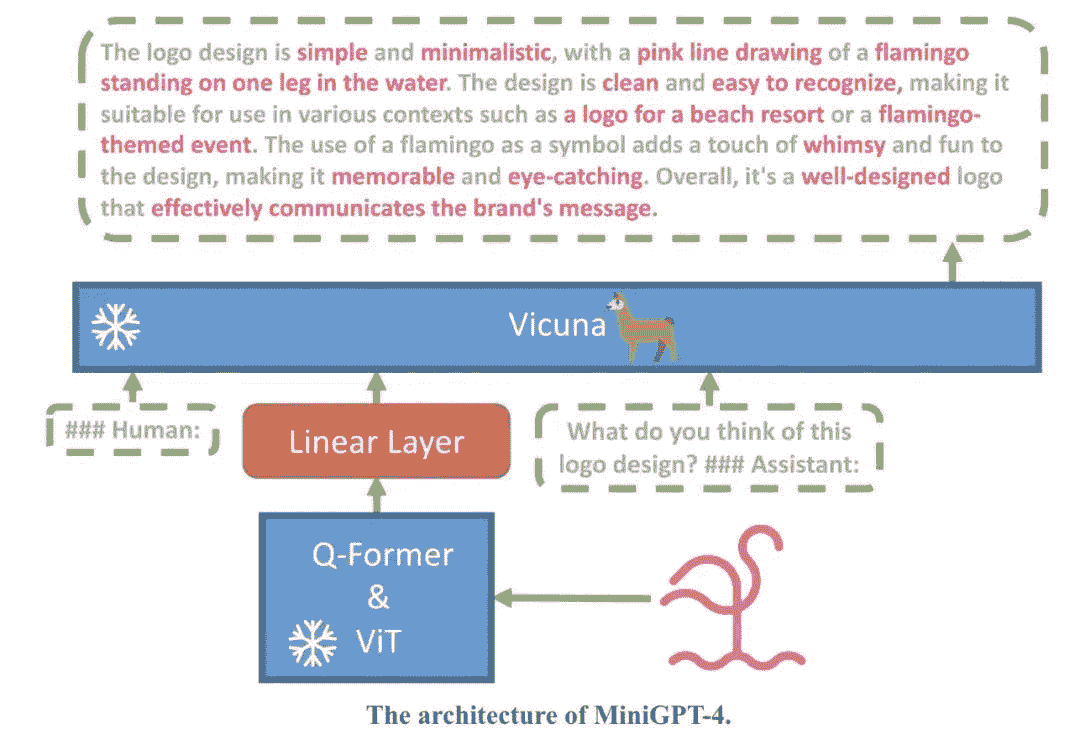 The logo design is simple and minimalistic, with a pink line drawing of a flamingo
standing on one leg in the water. The design is clean and easy to recognize, making it
suitable for use in various contexts such as a logo for a beach resort or a flamingo-
themed event. The use of a flamingo as a symbol adds a touch of whimsy and fun to
the design, making it memorable and eye-catching. Overall, it's a well-designed logo
that effectively communicates the brand's message.
Vicuna
### Human:
Linear Layer
What do you think of this
logo design? ### Assistant:
Q-Former
&
ViT
The architecture of MiniGPT-4.